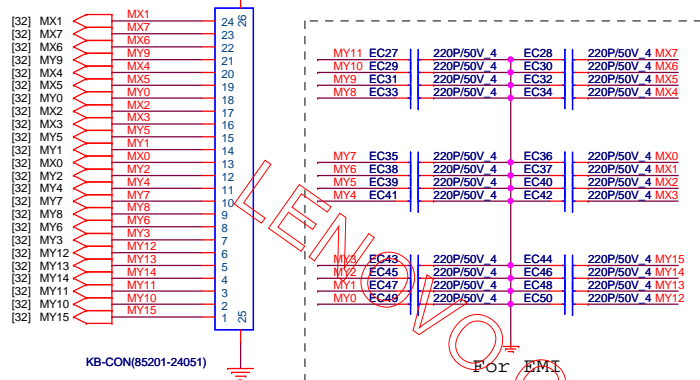 [32] MX1 MX1 24 26
[32] MX7 MX7 23
[32] MX6 MX6 22
[32] MY9 MY9 21
[32] MX4 MX4 20
[32] MX5 MX5 19
[32] MY0 MY0 18
[32] MX2 MX2 17
[32] MX3 MX3 16
[32] MY5 MY5 15
[32] MY1 MY1 14
[32] MX0 MX0 13
[32] MY2 MY2 12
[32] MY4 MY4 11
[32] MY7 MY7 10
[32] MY8 MY8 9
[32] MY6 MY6 8
[32] MY3 MY3 7
[32] MY12 MY12 6
[32] MY13 MY13 5
[32] MY14 MY14 4
[32] MY11 MY11 3
[32] MY10 MY10 2
[32] MY15 MY15 1 25
KB-CON(85201-24051)
MY11 EC27 220P/50V_4 EC28 220P/50V_4 MX7
MY10 EC29 220P/50V_4 EC30 220P/50V_4 MX6
MY9 EC31 220P/50V_4 EC32 220P/50V_4 MX5
MY8 EC33 220P/50V_4 EC34 220P/50V_4 MX4
MY7 EC35 220P/50V_4 EC36 220P/50V_4 MX0
MY6 EC38 220P/50V_4 EC37 220P/50V_4 MX1
MY5 EC39 220P/50V_4 EC40 220P/50V_4 MX2
MY4 EC41 220P/50V_4 EC42 220P/50V_4 MX3
MY3 EC43 220P/50V_4 EC44 220P/50V_4 MY15
MY2 EC45 220P/50V_4 EC46 220P/50V_4 MY14
MY1 EC47 220P/50V_4 EC48 220P/50V_4 MY13
MY0 EC49 220P/50V_4 EC50 220P/50V_4 MY12
For EMI
LENOVO